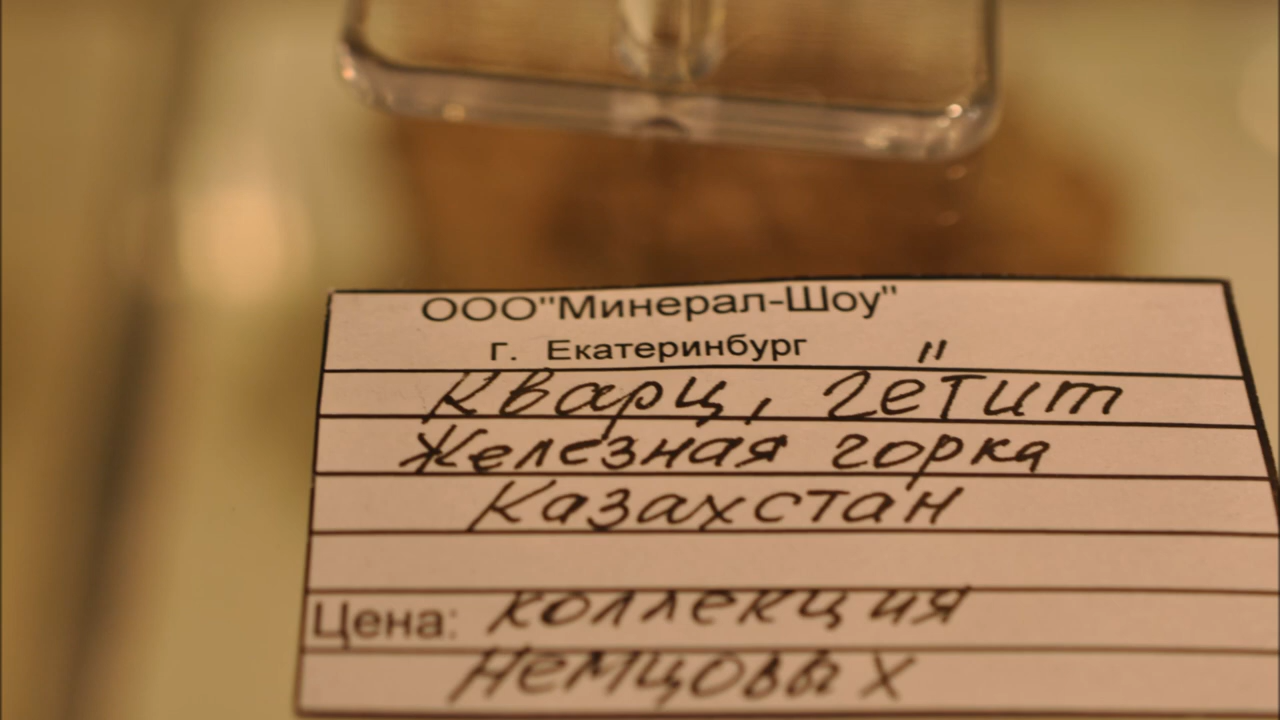 ООО"Минерал-Шоу"
г. Екатеринбург
Кварц, гётит
Железная горка
Казахстан
Цена: коллекция
Немцовых